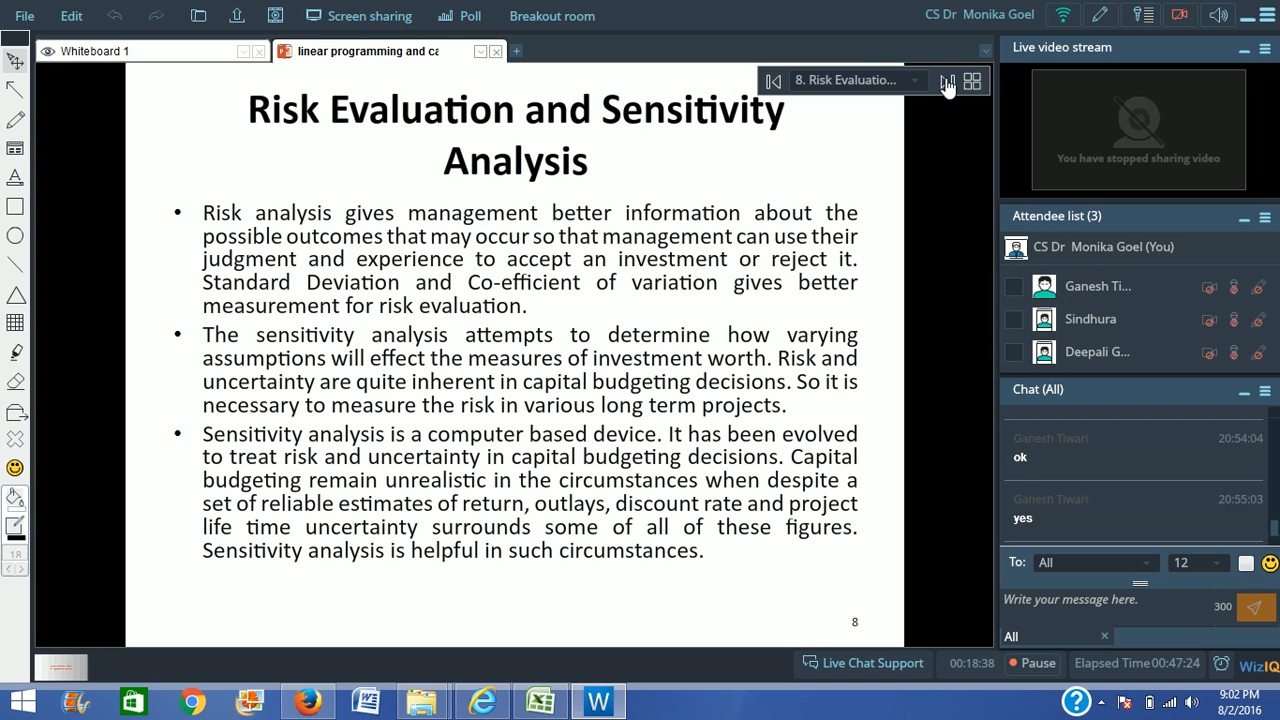 File Edit Screen sharing Poll Breakout room CS Dr Monika Goel
Whiteboard 1
linear programming and ca
8. Risk Evaluatio...
Risk Evaluation and Sensitivity
Analysis
• Risk analysis gives management better information about the
possible outcomes that may occur so that management can use their
judgment and experience to accept an investment or reject it.
Standard Deviation and Co-efficient of variation gives better
measurement for risk evaluation.
• The sensitivity analysis attempts to determine how varying
assumptions will effect the measures of investment worth. Risk and
uncertainty are quite inherent in capital budgeting decisions. So it is
necessary to measure the risk in various long term projects.
• Sensitivity analysis is a computer based device. It has been evolved
to treat risk and uncertainty in capital budgeting decisions. Capital
budgeting remain unrealistic in the circumstances when despite a
set of reliable estimates of return, outlays, discount rate and project
life time uncertainty surrounds some of all of these figures.
Sensitivity analysis is helpful in such circumstances.
8
Live video stream
You have stopped sharing video
Attendee list (3)
CS Dr Monika Goel (You)
Ganesh Ti...
Sindhura
Deepali G...
Chat (All)
Ganesh Tiwari 20:54:04
ok
Ganesh Tiwari 20:55:03
yes
To: All 12
Write your message here. 300
All
1R
Live Chat Support 00:18:38 Pause Elapsed Time 00:47:24 WizIQ
9:02 PM
8/2/2016